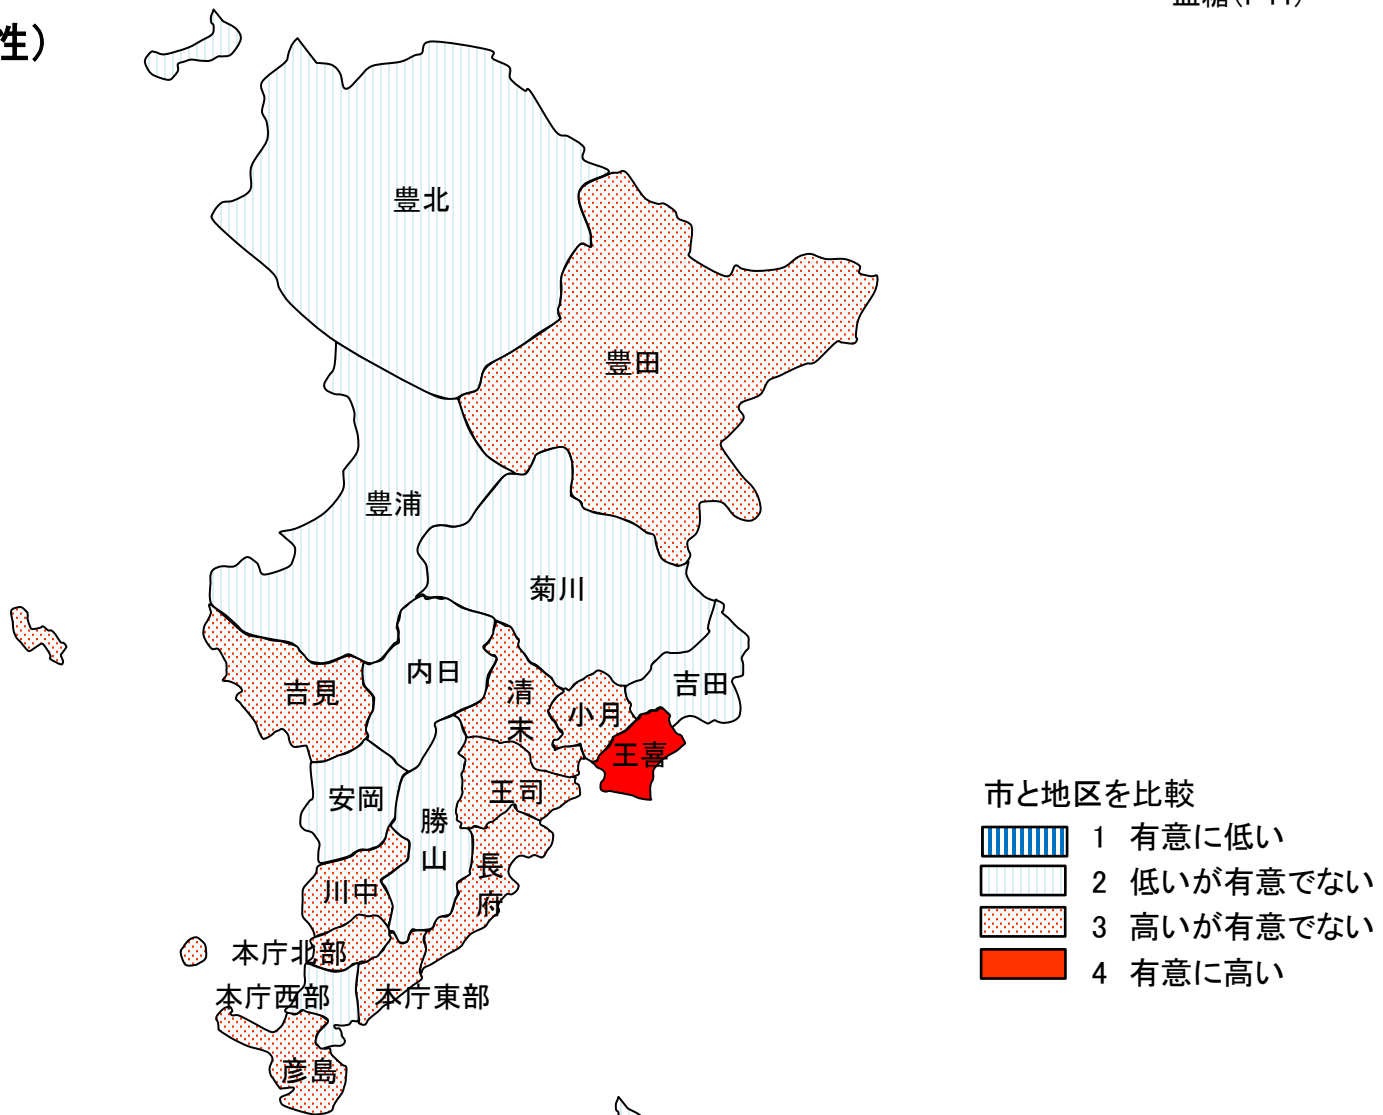 性）
豊北
豊田
豊浦
菊川
内日
吉見
清末
小月
吉田
王喜
王司
安岡
勝山
長府
川中
本庁北部
本庁西部
本庁東部
彦島
市と地区を比較
1 有意に低い
2 低いが有意でない
3 高いが有意でない
4 有意に高い